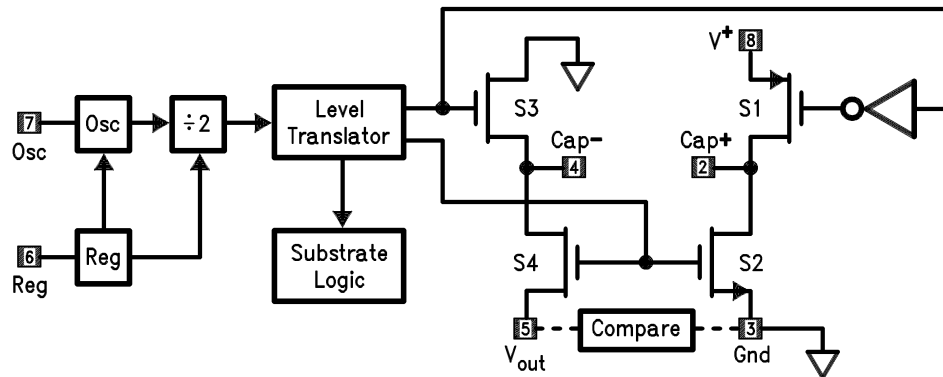 V+
8
S3
S1
7
Osc
÷2
Level
Translator
Osc
Cap-
4
Cap+
2
6
Reg
Reg
Substrate
Logic
S4
S2
5
Compare
3
Vout
Gnd